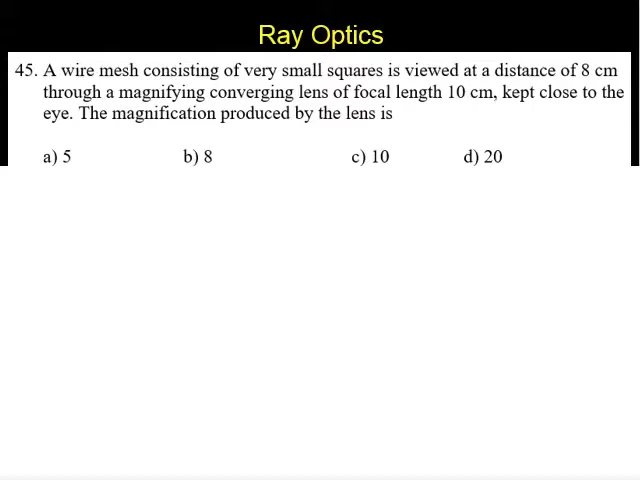 Ray Optics
45. A wire mesh consisting of very small squares is viewed at a distance of 8 cm
through a magnifying converging lens of focal length 10 cm, kept close to the
eye. The magnification produced by the lens is
a) 5 b) 8 c) 10 d) 20